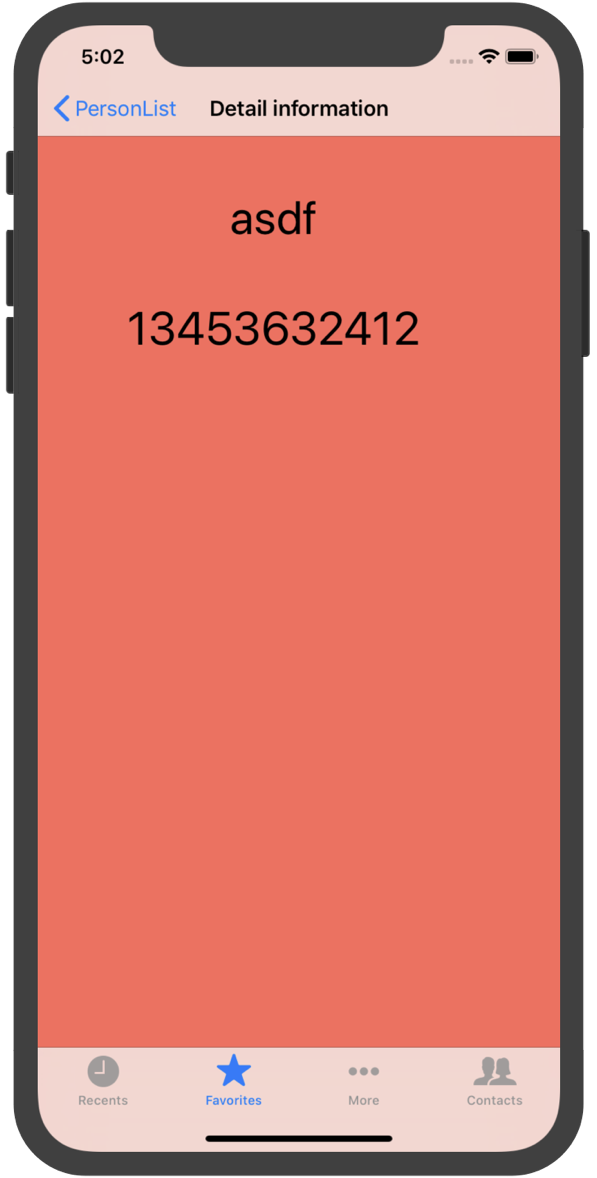 5:02
PersonList Detail information
asdf
13453632412
Recents Favorites More Contacts